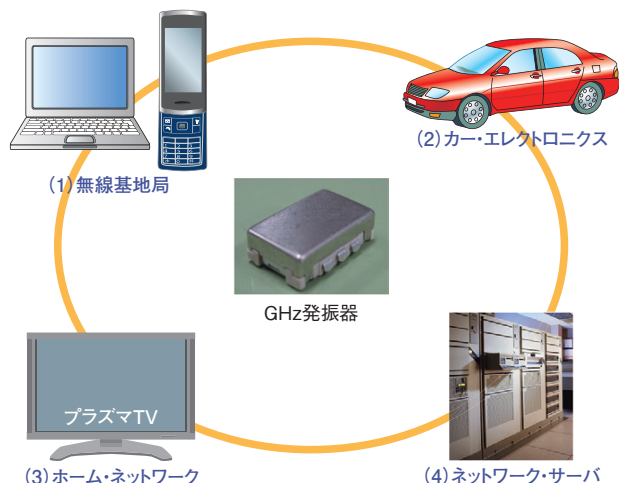 (1)無線基地局
(2)カー・エレクトロニクス
GHz発振器
プラズマTV
(3)ホーム・ネットワーク
(4)ネットワーク・サーバ